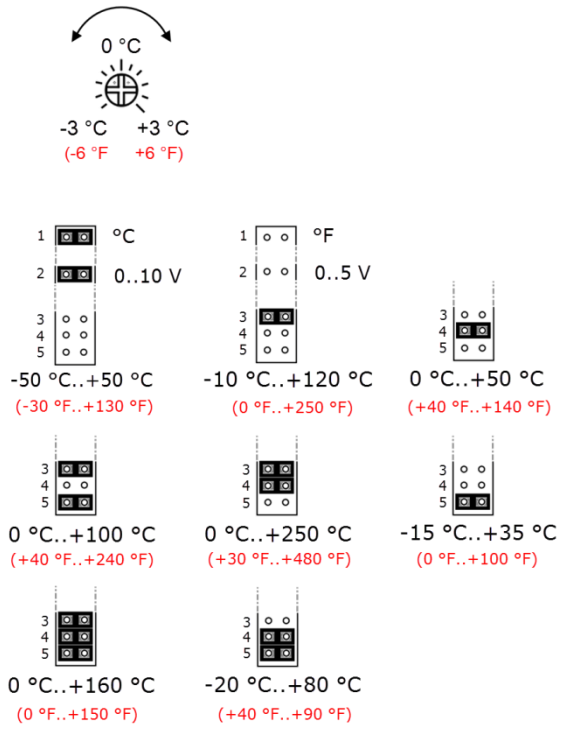 0 °C
-3 °C +3 °C
(-6 °F +6 °F)
1 °C
2 0..10 V
3
4
5
-50 °C..+50 °C
(-30 °F..+130 °F)
1 °F
2 0..5 V
3
4
5
-10 °C..+120 °C
(0 °F..+250 °F)
3
4
5
0 °C..+50 °C
(+40 °F..+140 °F)
3
4
5
0 °C..+100 °C
(+40 °F..+240 °F)
3
4
5
0 °C..+250 °C
(+30 °F..+480 °F)
3
4
5
-15 °C..+35 °C
(0 °F..+100 °F)
3
4
5
0 °C..+160 °C
(0 °F..+150 °F)
3
4
5
-20 °C..+80 °C
(+40 °F..+90 °F)